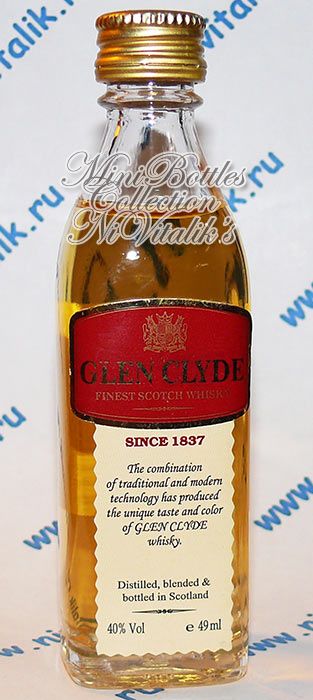 MiniBottles
Collection
NiVitalik's
GLEN CLYDE
FINEST SCOTCH WHISKY
SINCE 1837
The combination
of traditional and modern
technology has produced
the unique taste and color
of GLEN CLYDE
whisky.
Distilled, blended &
bottled in Scotland
40% Vol e 49ml